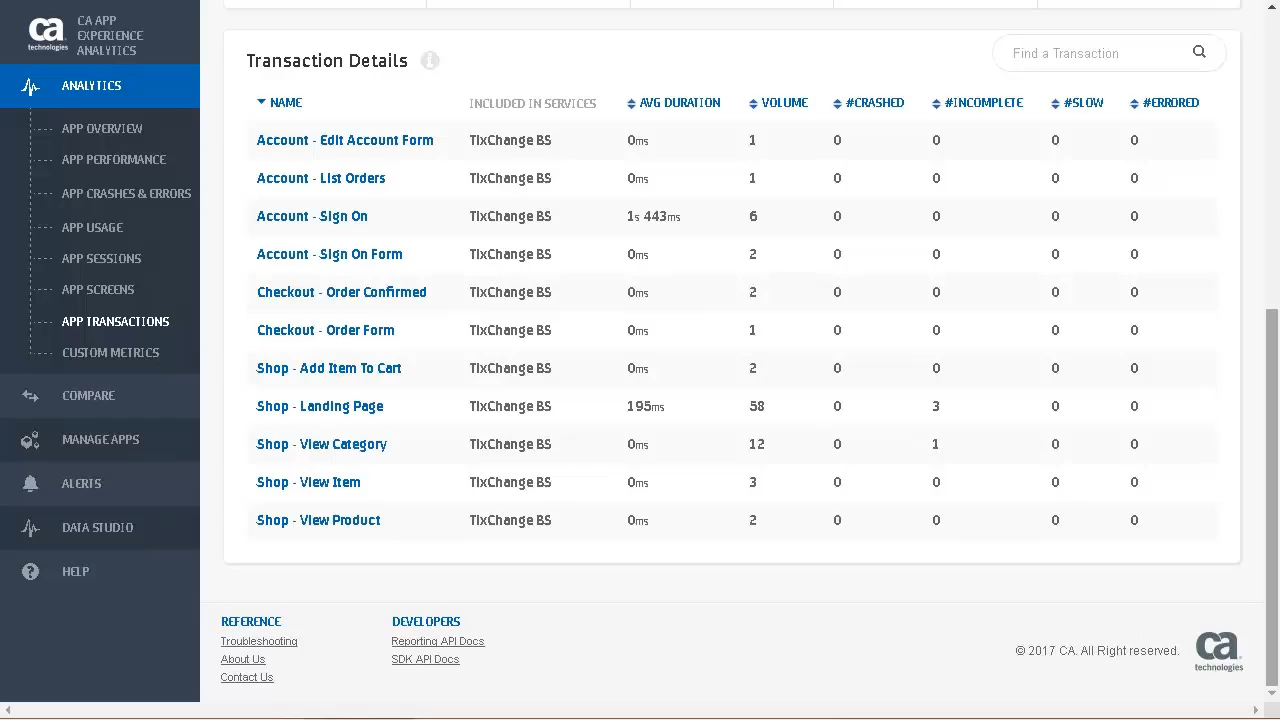 ca technologies
CA APP
EXPERIENCE
ANALYTICS
ANALYTICS
APP OVERVIEW
APP PERFORMANCE
APP CRASHES & ERRORS
APP USAGE
APP SESSIONS
APP SCREENS
APP TRANSACTIONS
CUSTOM METRICS
COMPARE
MANAGE APPS
ALERTS
DATA STUDIO
HELP
Transaction Details
Find a Transaction
NAME INCLUDED IN SERVICES AVG DURATION VOLUME #CRASHED #INCOMPLETE #SLOW #ERRORED
Account - Edit Account Form TixChange BS 0ms 1 0 0 0 0
Account - List Orders TixChange BS 0ms 1 0 0 0 0
Account - Sign On TixChange BS 1s 443ms 6 0 0 0 0
Account - Sign On Form TixChange BS 0ms 2 0 0 0 0
Checkout - Order Confirmed TixChange BS 0ms 2 0 0 0 0
Checkout - Order Form TixChange BS 0ms 1 0 0 0 0
Shop - Add Item To Cart TixChange BS 0ms 2 0 0 0 0
Shop - Landing Page TixChange BS 195ms 58 0 3 0 0
Shop - View Category TixChange BS 0ms 12 0 1 0 0
Shop - View Item TixChange BS 0ms 3 0 0 0 0
Shop - View Product TixChange BS 0ms 2 0 0 0 0
REFERENCE
Troubleshooting
About Us
Contact Us
DEVELOPERS
Reporting API Docs
SDK API Docs
© 2017 CA. All Right reserved.
ca technologies